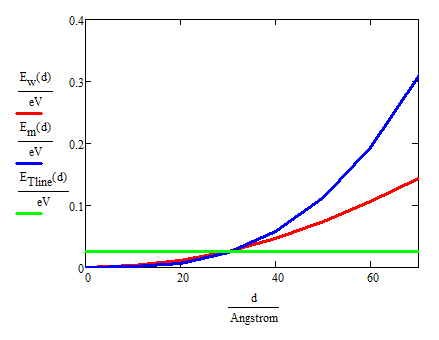 0.4
0.3
0.2
0.1
0
E_w(d)
eV
E_m(d)
eV
E_Tline(d)
eV
0 20 40 60
d
Angstrom